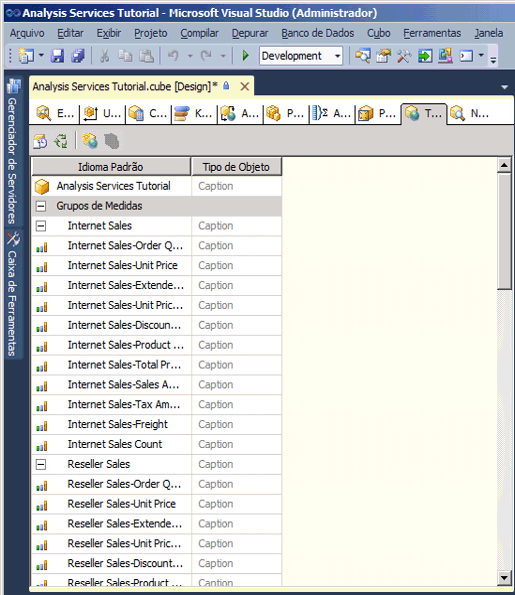 Analysis Services Tutorial - Microsoft Visual Studio (Administrador)
Arquivo Editar Exibir Projeto Compilar Depurar Banco de Dados Cubo Ferramentas Janela
Development
Gerenciador de Servidores
Caixa de Ferramentas
Analysis Services Tutorial.cube [Design]*
E... U... C... K... A... P... A... P... T... N...
Idioma Padrão Tipo de Objeto
Analysis Services Tutorial Caption
Grupos de Medidas Caption
Internet Sales Caption
Internet Sales-Order Q... Caption
Internet Sales-Unit Price Caption
Internet Sales-Extende... Caption
Internet Sales-Unit Pric... Caption
Internet Sales-Discoun... Caption
Internet Sales-Product ... Caption
Internet Sales-Total Pr... Caption
Internet Sales-Sales A... Caption
Internet Sales-Tax Am... Caption
Internet Sales-Freight Caption
Internet Sales Count Caption
Reseller Sales Caption
Reseller Sales-Order Q... Caption
Reseller Sales-Unit Price Caption
Reseller Sales-Extende... Caption
Reseller Sales-Unit Pric... Caption
Reseller Sales-Discount... Caption
Reseller Sales-Product ... Caption